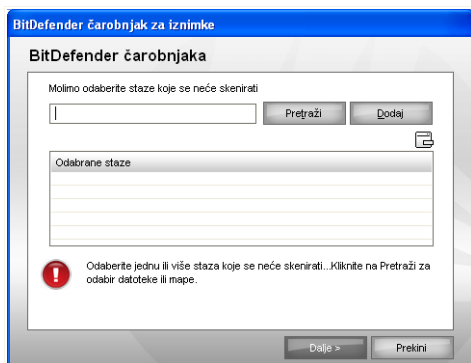 BitDefender čarobnjak za iznimke
BitDefender čarobnjaka
Molimo odaberite staze koje se neće skenirati
Pretraži
Dodaj
Odabrane staze
Odaberite jednu ili više staza koje se neće skenirati...Kliknite na Pretraži za
odabir datoteke ili mape.
Dalje >
Prekini